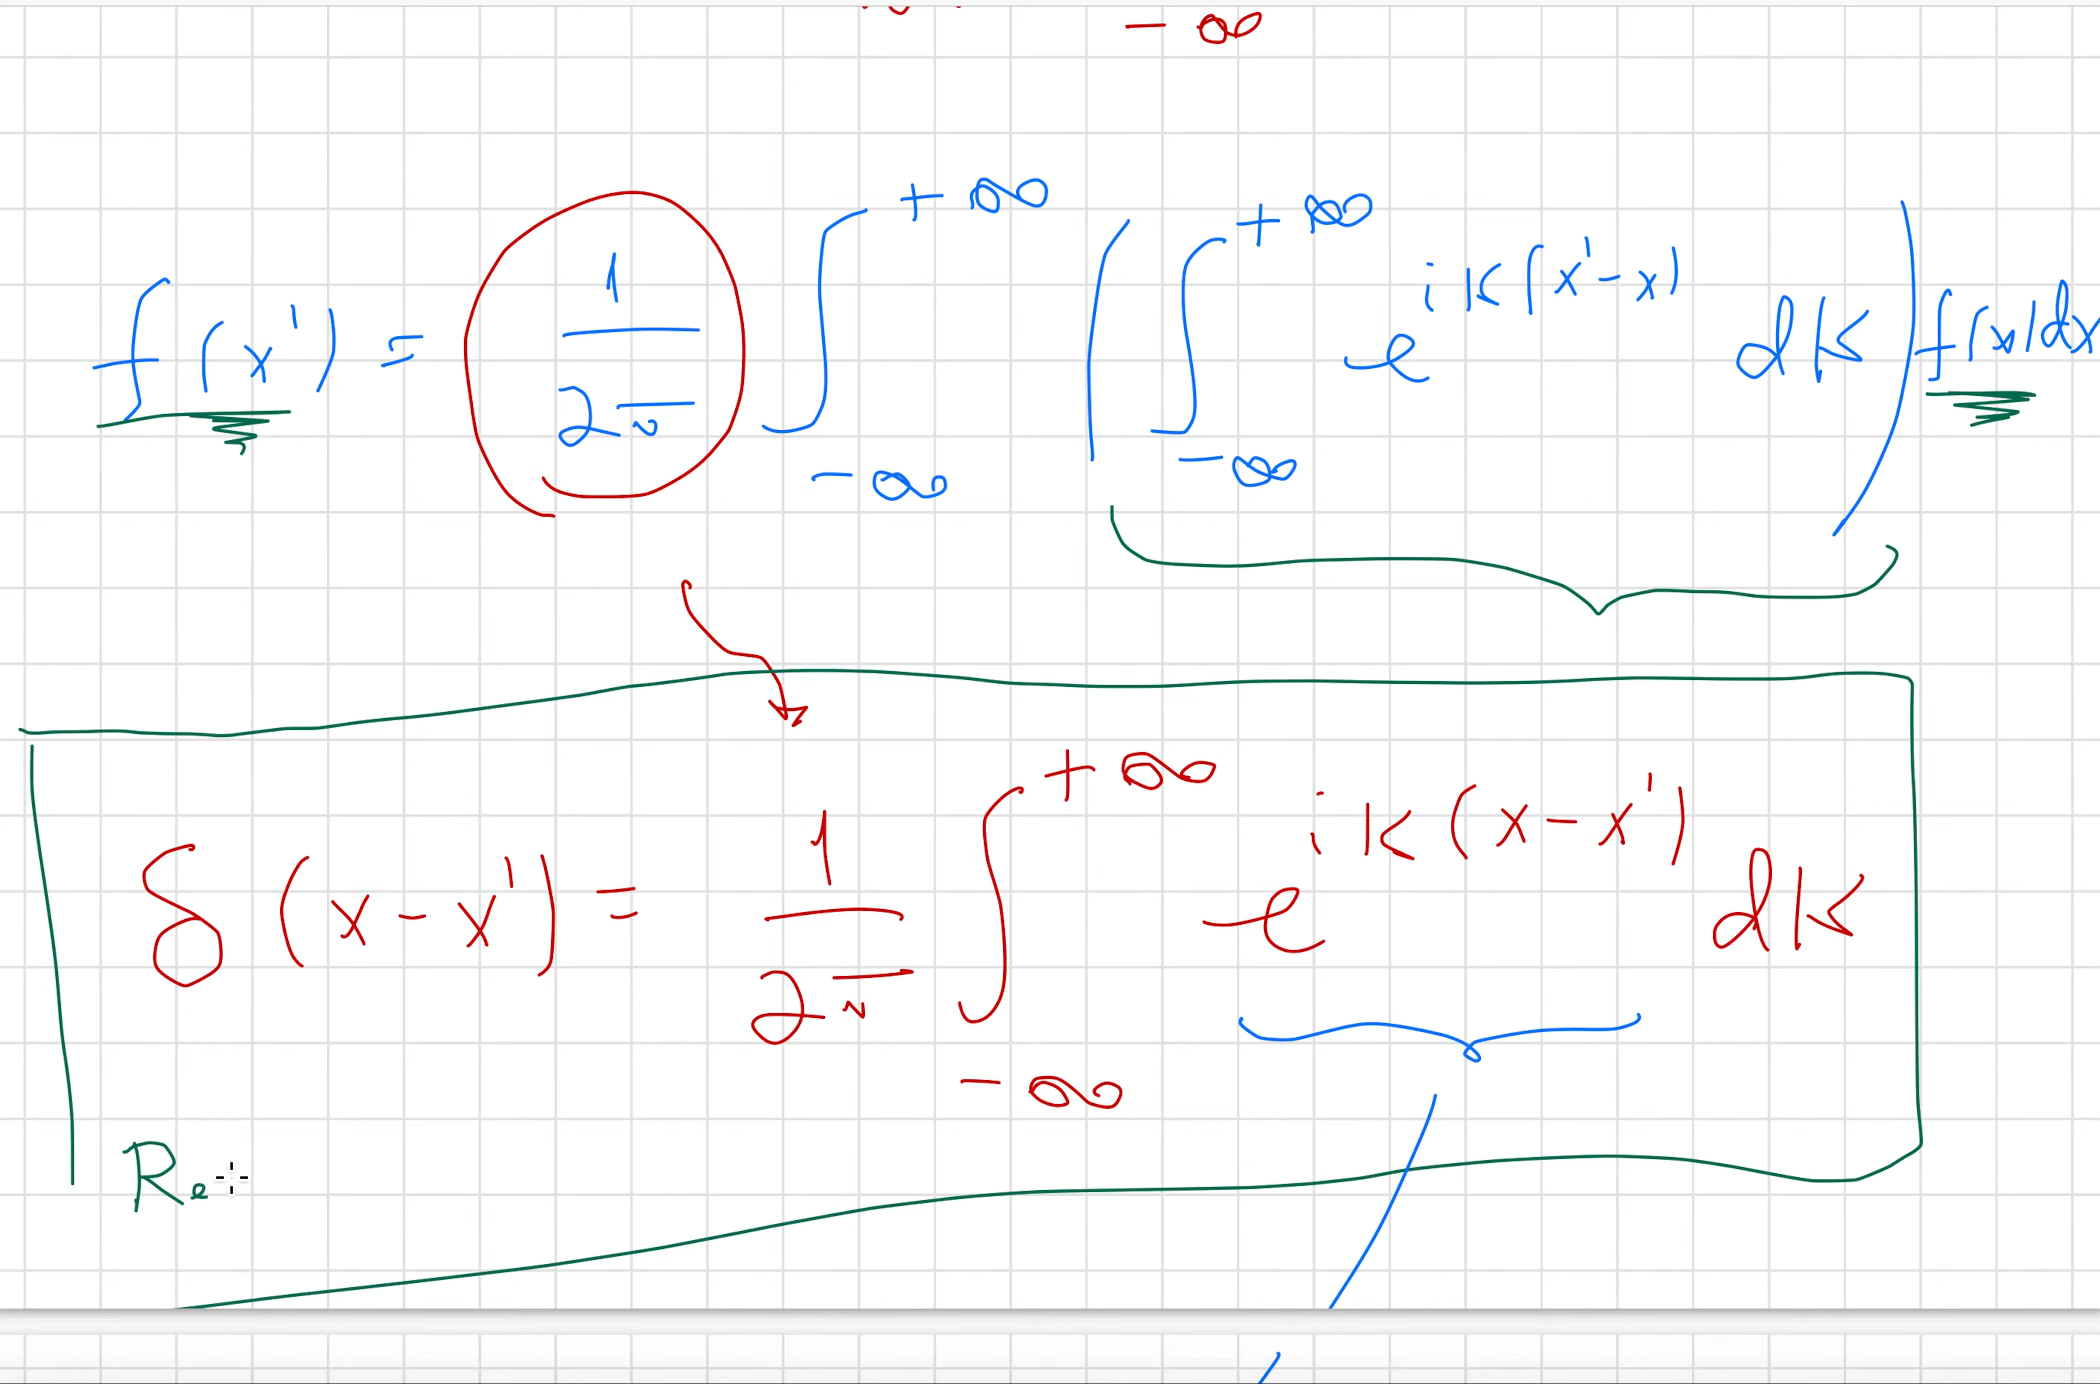 - ∞
f(x') = 1/2π ∫_{-∞}^{+∞} ( ∫_{-∞}^{+∞} e^{ik(x'-x)} dk ) f(x)dx
δ(x-x') = 1/2π ∫_{-∞}^{+∞} e^{ik(x-x')} dk
Re